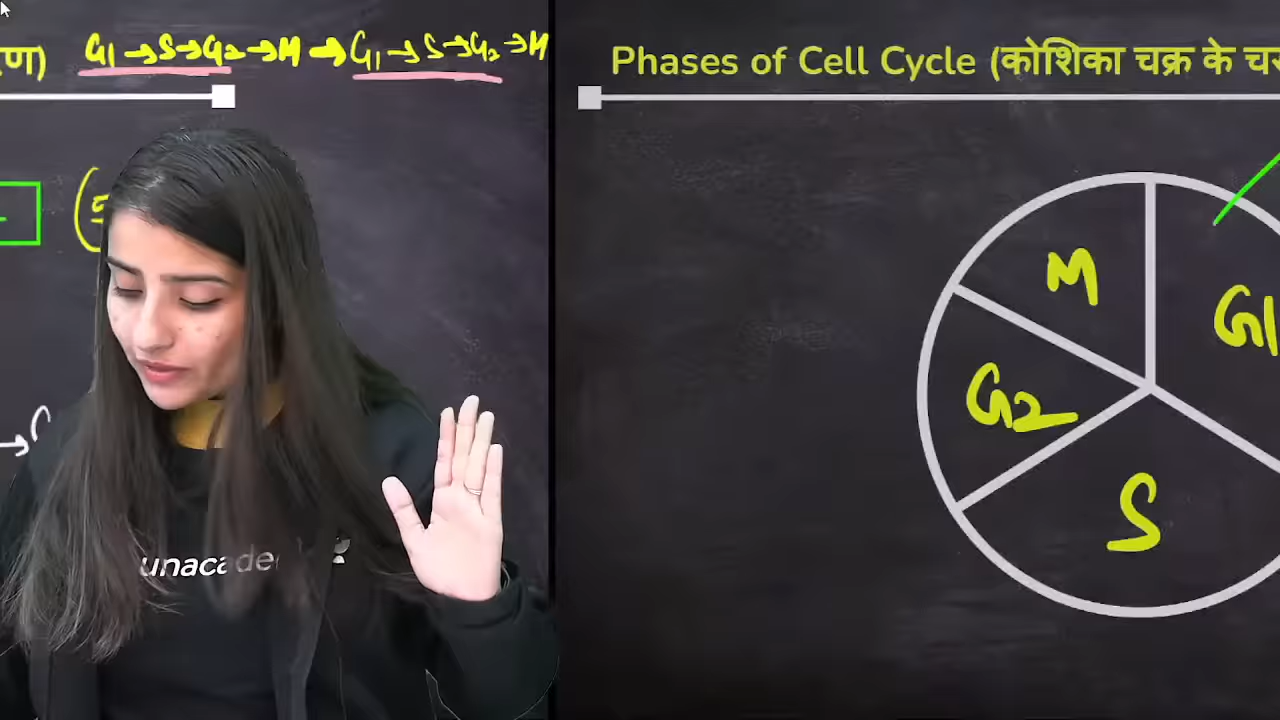 ण)
G1 → S → G2 → M → G1 → S → G2 → M
→
unacade
Phases of Cell Cycle (कोशिका चक्र के
M
G1
G2
S